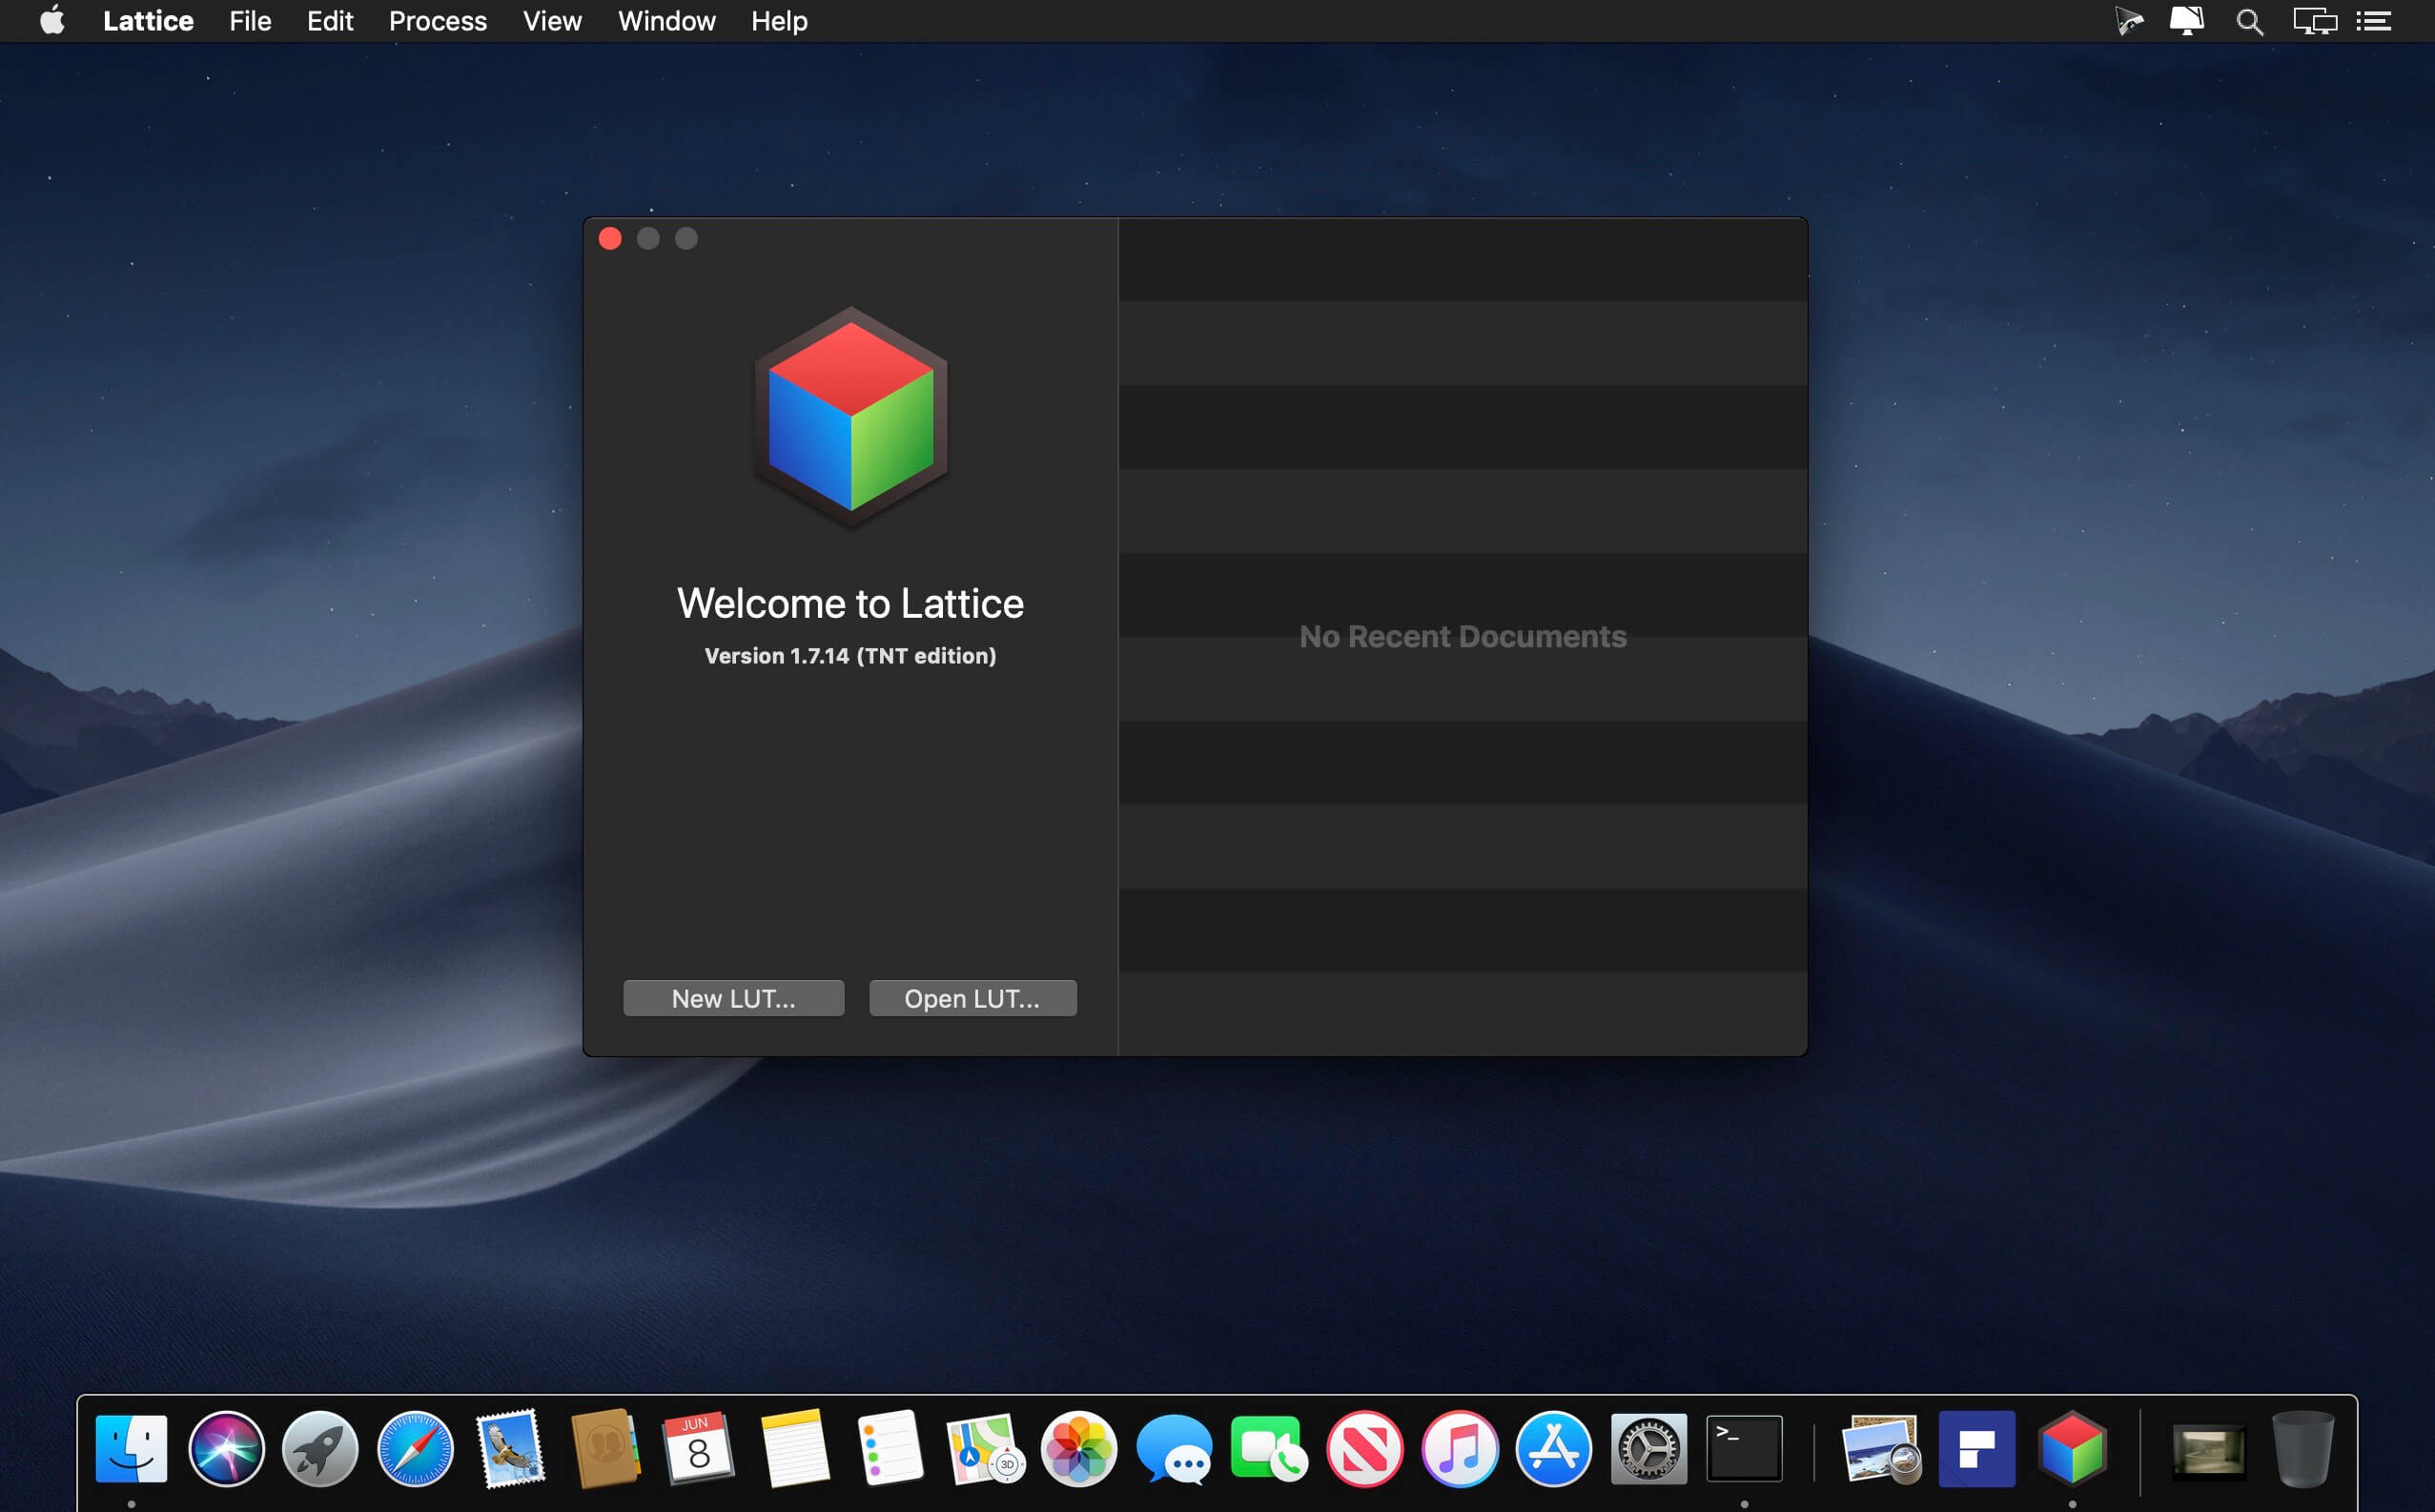 Lattice File Edit Process View Window Help
Welcome to Lattice
Version 1.7.14 (TNT edition)
No Recent Documents
New LUT... Open LUT...
JUN
8
3D
>_